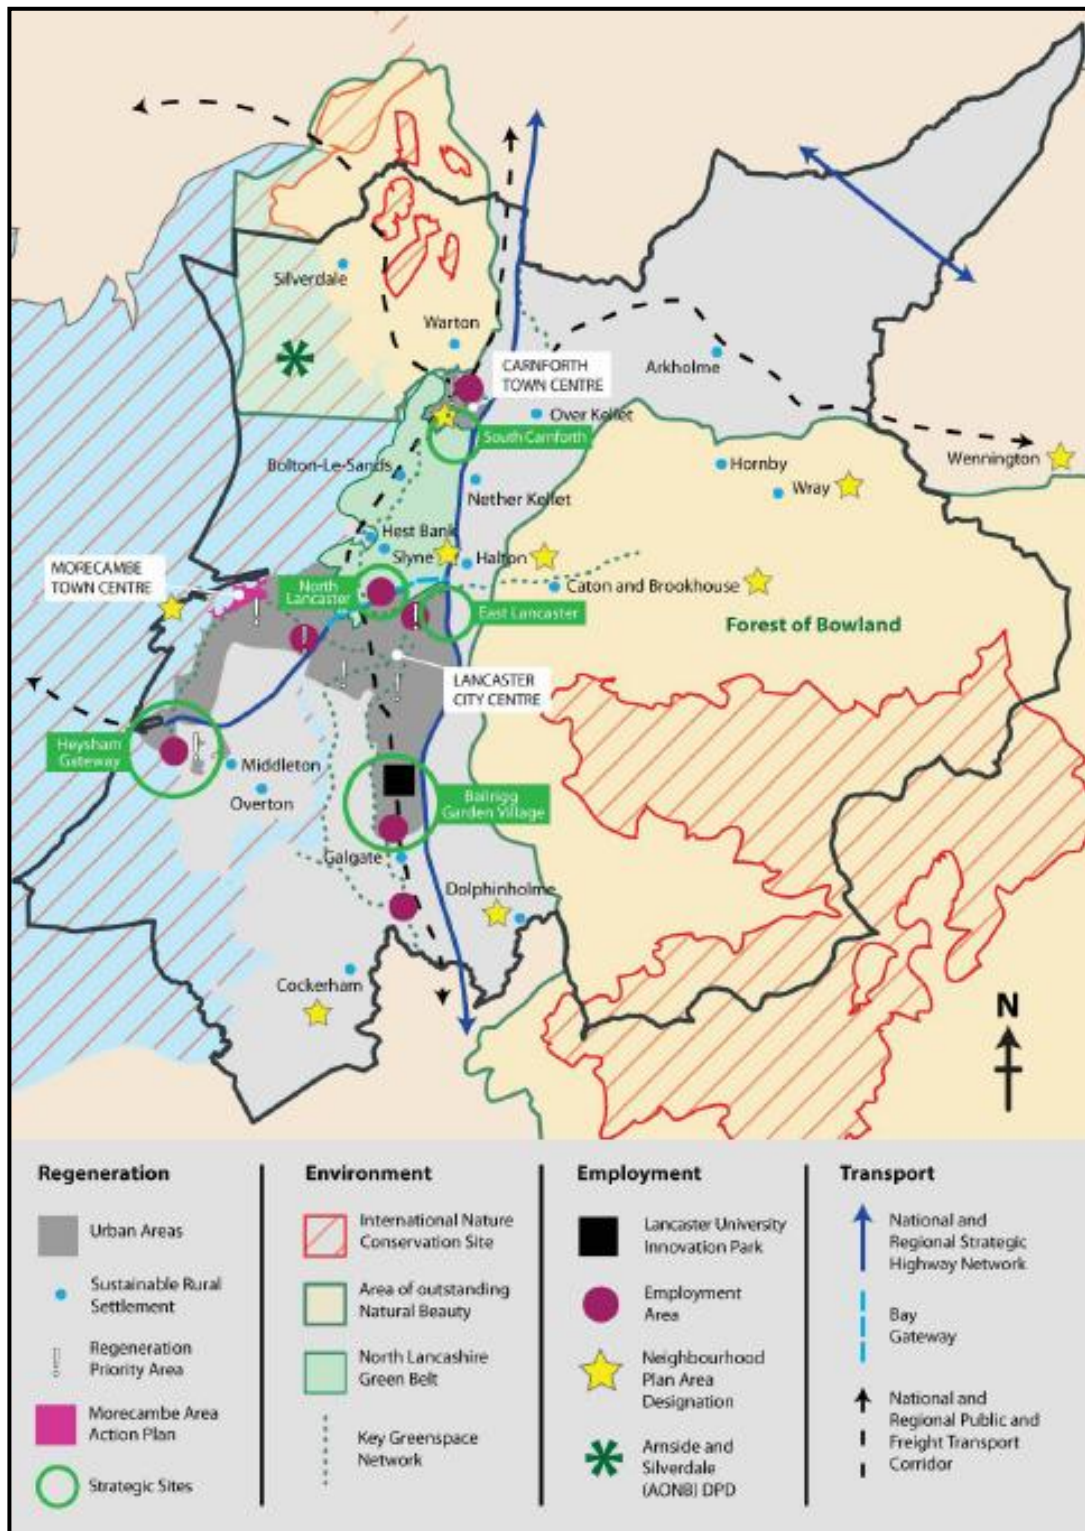 Silverdale
Warton
CARNFORTH
TOWN CENTRE
Arkholme
Over Kellet
South Carnforth
Bolton-Le-Sands
Hornby
Wennington
Wray
Nether Kellet
Hest Bank
Slyne
Halton
MORECAMBE
TOWN CENTRE
North
Lancaster
Caton and Brookhouse
East Lancaster
Forest of Bowland
LANCASTER
CITY CENTRE
Heysham
Gateway
Middleton
Overton
Bailrigg
Garden Village
Galgate
Dolphinholme
Cockerham
N
Regeneration
Urban Areas
Sustainable Rural
Settlement
Regeneration
Priority Area
Morecambe Area
Action Plan
Strategic Sites
Environment
International Nature
Conservation Site
Area of outstanding
Natural Beauty
North Lancashire
Green Belt
Key Greenspace
Network
Employment
Lancaster University
Innovation Park
Employment
Area
Neighbourhood
Plan Area
Designation
Arnside and
Silverdale
(AONB) DPD
Transport
National and
Regional Strategic
Highway Network
Bay
Gateway
National and
Regional Public and
Freight Transport
Corridor